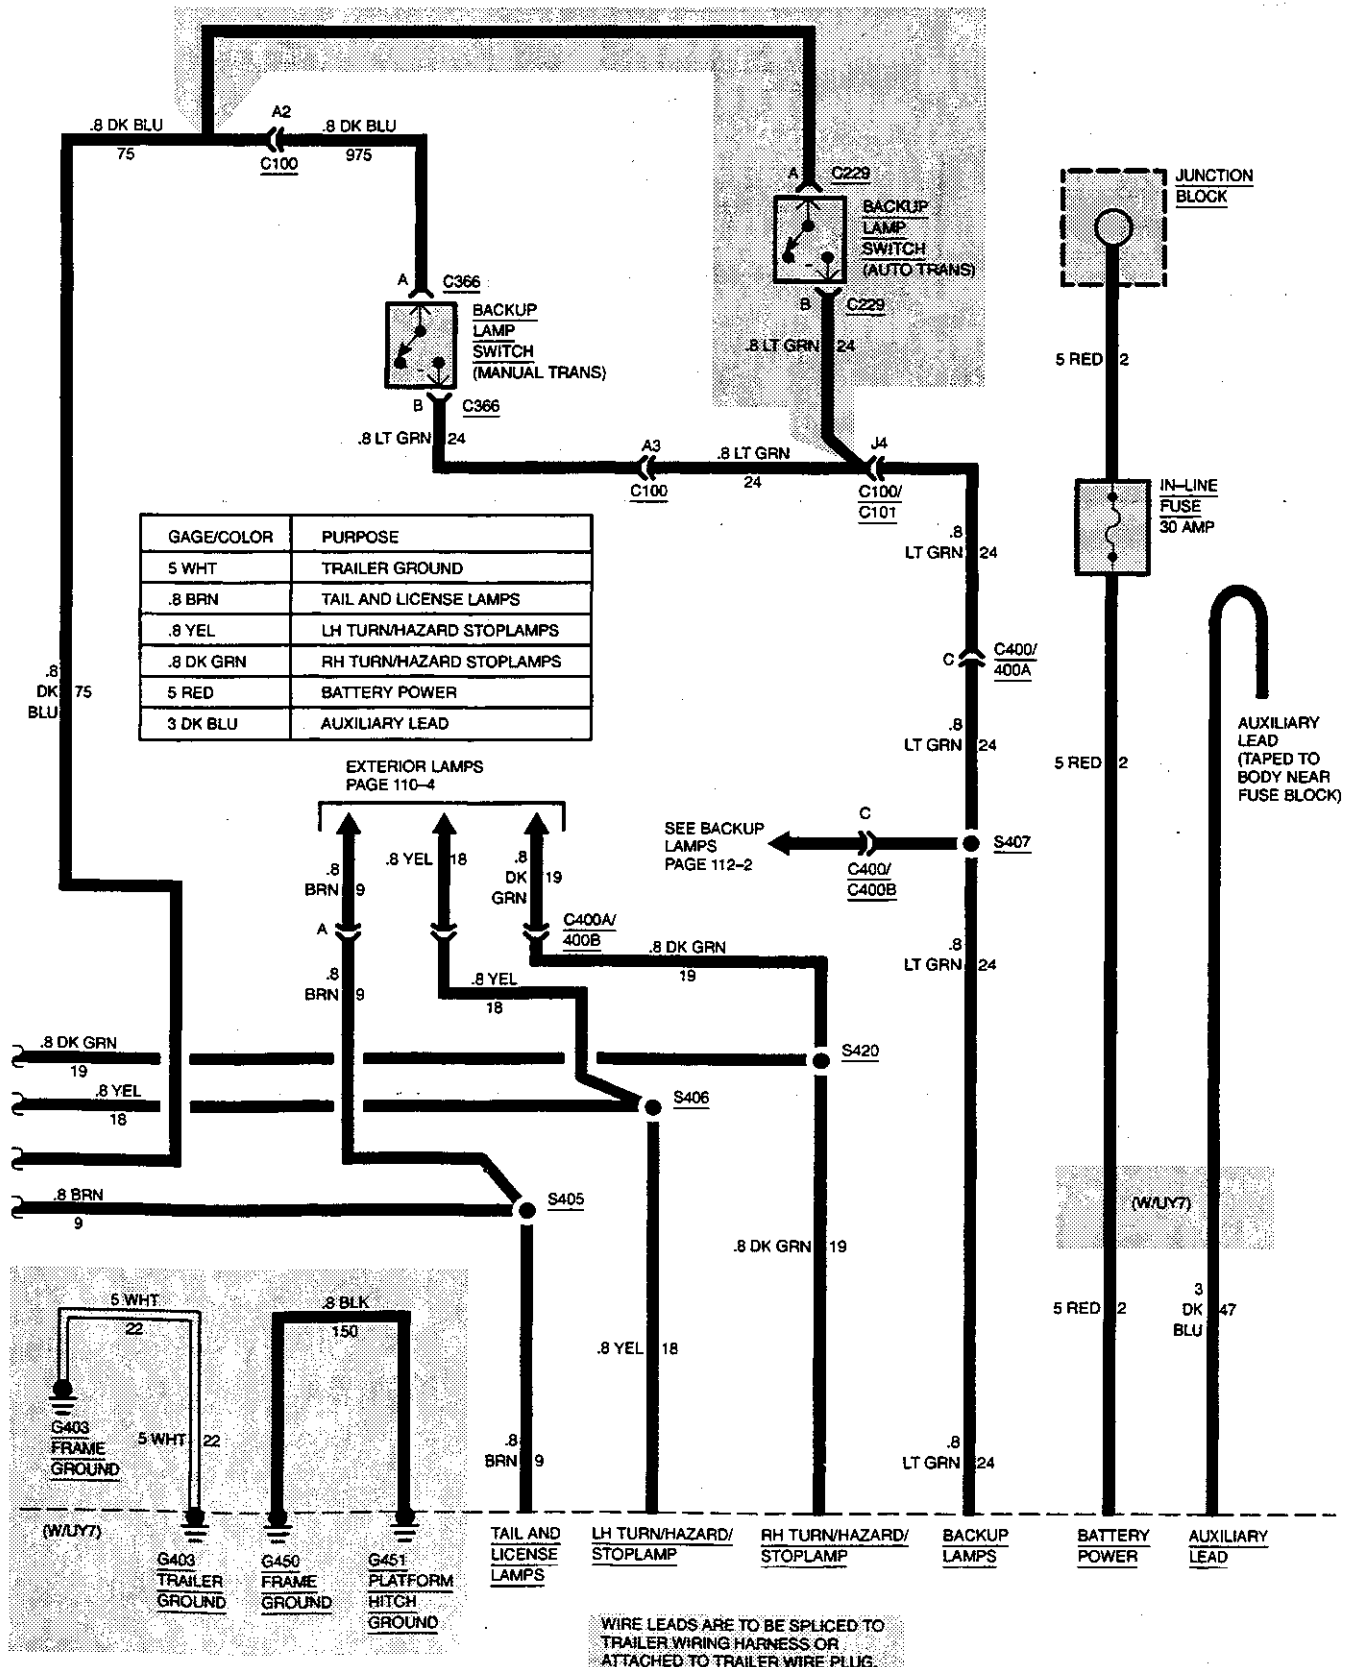 A2
.8 DK BLU
75
.8 DK BLU
975
C100
A
C229
BACKUP
LAMP
SWITCH
(AUTO TRANS)
B
C229
.8 LT GRN
24
JUNCTION
BLOCK
5 RED
2
A
C366
BACKUP
LAMP
SWITCH
(MANUAL TRANS)
B
C366
.8 LT GRN
24
A3
C100
.8 LT GRN
24
J4
C100/
C101
IN–LINE
FUSE
30 AMP
.8
LT GRN
24
GAGE/COLOR PURPOSE
5 WHT TRAILER GROUND
.8 BRN TAIL AND LICENSE LAMPS
.8 YEL LH TURN/HAZARD STOPLAMPS
.8 DK GRN RH TURN/HAZARD STOPLAMPS
5 RED BATTERY POWER
3 DK BLU AUXILIARY LEAD
.8
DK
BLU
75
C
C400/
400A
.8
LT GRN
24
5 RED
2
AUXILIARY
LEAD
(TAPED TO
BODY NEAR
FUSE BLOCK)
EXTERIOR LAMPS
PAGE 110–4
.8
BRN
9
.8 YEL
18
.8
DK
GRN
19
SEE BACKUP
LAMPS
PAGE 112–2
C
C400/
C400B
S407
A
C400A/
400B
.8 DK GRN
19
.8
LT GRN
24
.8
BRN
9
.8 YEL
18
.8 DK GRN
19
S420
.8 YEL
18
S406
.8 BRN
9
S405
(W/UY7)
.8 DK GRN
19
5 WHT
22
.8 BLK
150
5 RED
2
3
DK
BLU
47
.8 YEL
18
G403
FRAME
GROUND
5 WHT
22
.8
BRN
9
.8
LT GRN
24
(W/UY7)
G403
TRAILER
GROUND
G450
FRAME
GROUND
G451
PLATFORM
HITCH
GROUND
TAIL AND
LICENSE
LAMPS
LH TURN/HAZARD/
STOPLAMP
RH TURN/HAZARD/
STOPLAMP
BACKUP
LAMPS
BATTERY
POWER
AUXILIARY
LEAD
WIRE LEADS ARE TO BE SPLICED TO
TRAILER WIRING HARNESS OR
ATTACHED TO TRAILER WIRE PLUG.